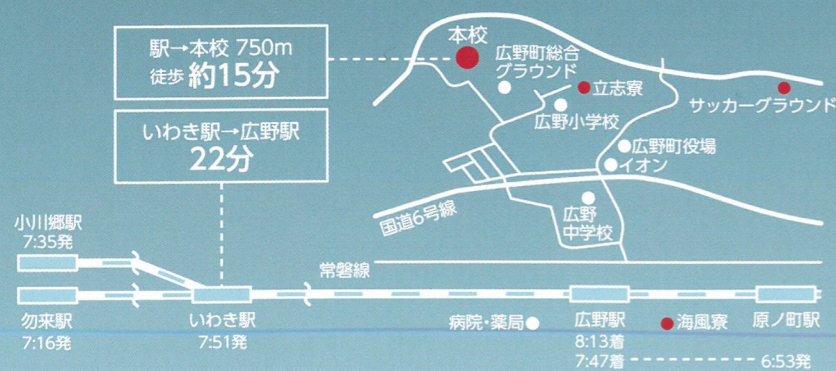 駅→本校 750m
徒歩 約15分
いわき駅→広野駅
22分
本校
広野町総合
グラウンド
立志寮
広野小学校
サッカーグラウンド
広野町役場
イオン
国道6号線
広野
中学校
小川郷駅
7:35発
常磐線
勿来駅
7:16発
いわき駅
7:51発
病院・薬局
広野駅
8:13着
7:47着
海風寮
原ノ町駅
6:53発